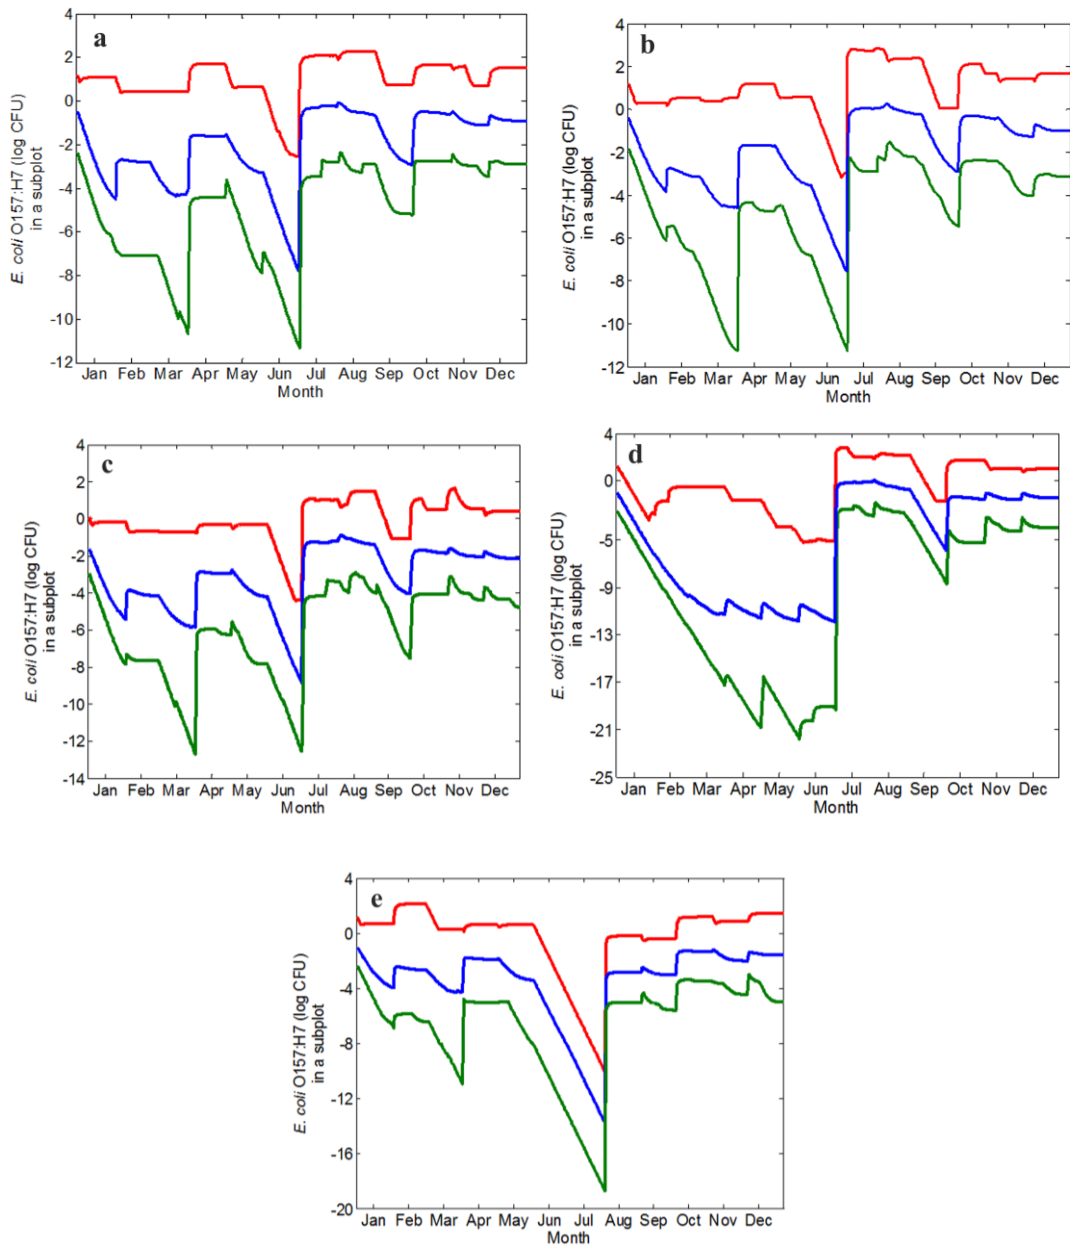 a
E. coli O157:H7 (log CFU)
in a subplot
4
2
0
-2
-4
-6
-8
-10
-12
Jan Feb Mar Apr May Jun Jul Aug Sep Oct Nov Dec
Month
b
E. coli O157:H7 (log CFU)
in a subplot
4
2
0
-2
-4
-6
-8
-10
-12
Jan Feb Mar Apr May Jun Jul Aug Sep Oct Nov Dec
Month
c
E. coli O157:H7 (log CFU)
in a subplot
4
2
0
-2
-4
-6
-8
-10
-12
-14
Jan Feb Mar Apr May Jun Jul Aug Sep Oct Nov Dec
Month
d
E. coli O157:H7 (log CFU)
in a subplot
4
0
-5
-9
-13
-17
-21
-25
Jan Feb Mar Apr May Jun Jul Aug Sep Oct Nov Dec
Month
e
E. coli O157:H7 (log CFU)
in a subplot
4
0
-4
-8
-12
-16
-20
Jan Feb Mar Apr May Jun Jul Aug Sep Oct Nov Dec
Month